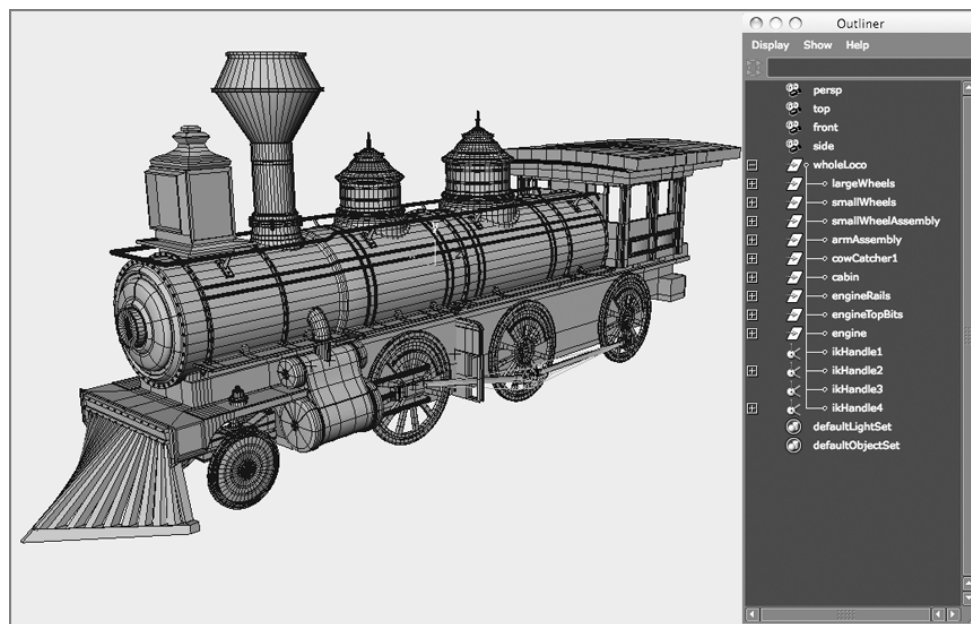 Outliner
Display Show Help
persp
top
front
side
wholeLoco
largeWheels
smallWheels
smallWheelAssembly
armAssembly
cowCatcher1
cabin
engineRails
engineTopBits
engine
ikHandle1
ikHandle2
ikHandle3
ikHandle4
defaultLightSet
defaultObjectSet